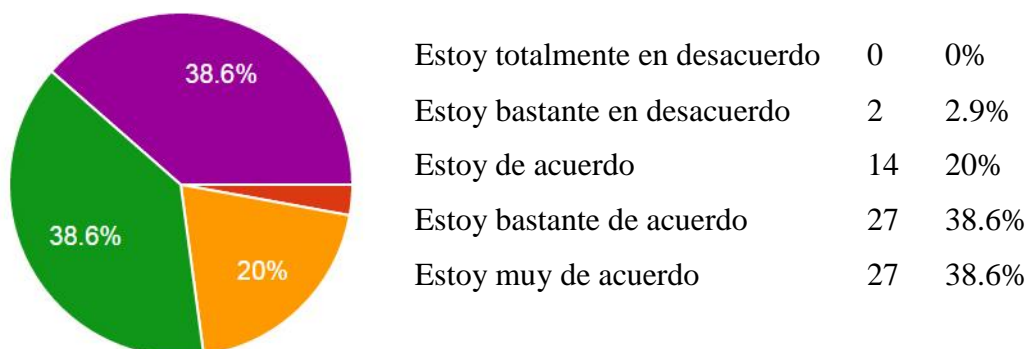 38.6%
38.6%
20%
Estoy totalmente en desacuerdo 0 0%
Estoy bastante en desacuerdo 2 2.9%
Estoy de acuerdo 14 20%
Estoy bastante de acuerdo 27 38.6%
Estoy muy de acuerdo 27 38.6%